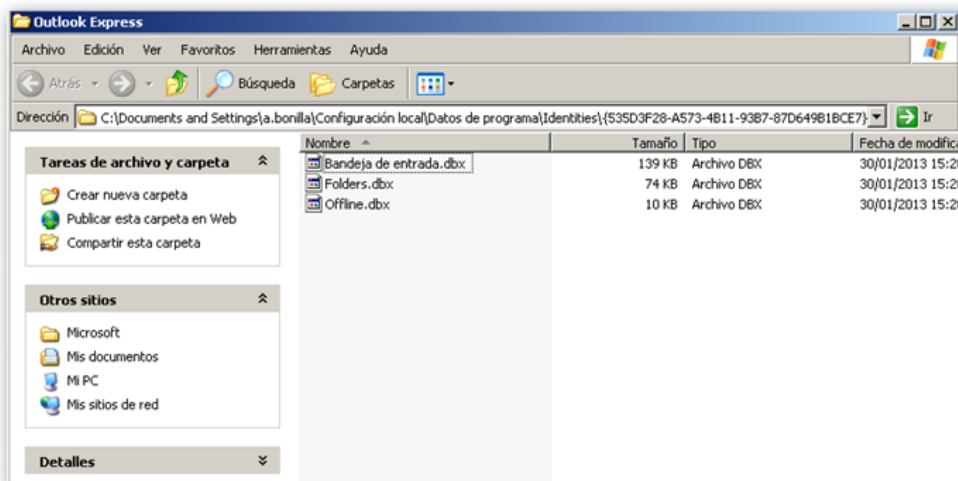 Outlook Express
Archivo Edición Ver Favoritos Herramientas Ayuda
Atrás Búsqueda Carpetas
Dirección C:\Documents and Settings\a.bonilla\Configuración local\Datos de programa\Identities\{535D3F28-A573-4B11-93B7-87D649B1BCE7} Ir
Tareas de archivo y carpeta
Crear nueva carpeta
Publicar esta carpeta en Web
Compartir esta carpeta
Otros sitios
Microsoft
Mis documentos
Mi PC
Mis sitios de red
Detalles
Nombre Tamaño Tipo Fecha de modifica
Bandeja de entrada.dbx 139 KB Archivo DBX 30/01/2013 15:2
Folders.dbx 74 KB Archivo DBX 30/01/2013 15:2
Offline.dbx 10 KB Archivo DBX 30/01/2013 15:2